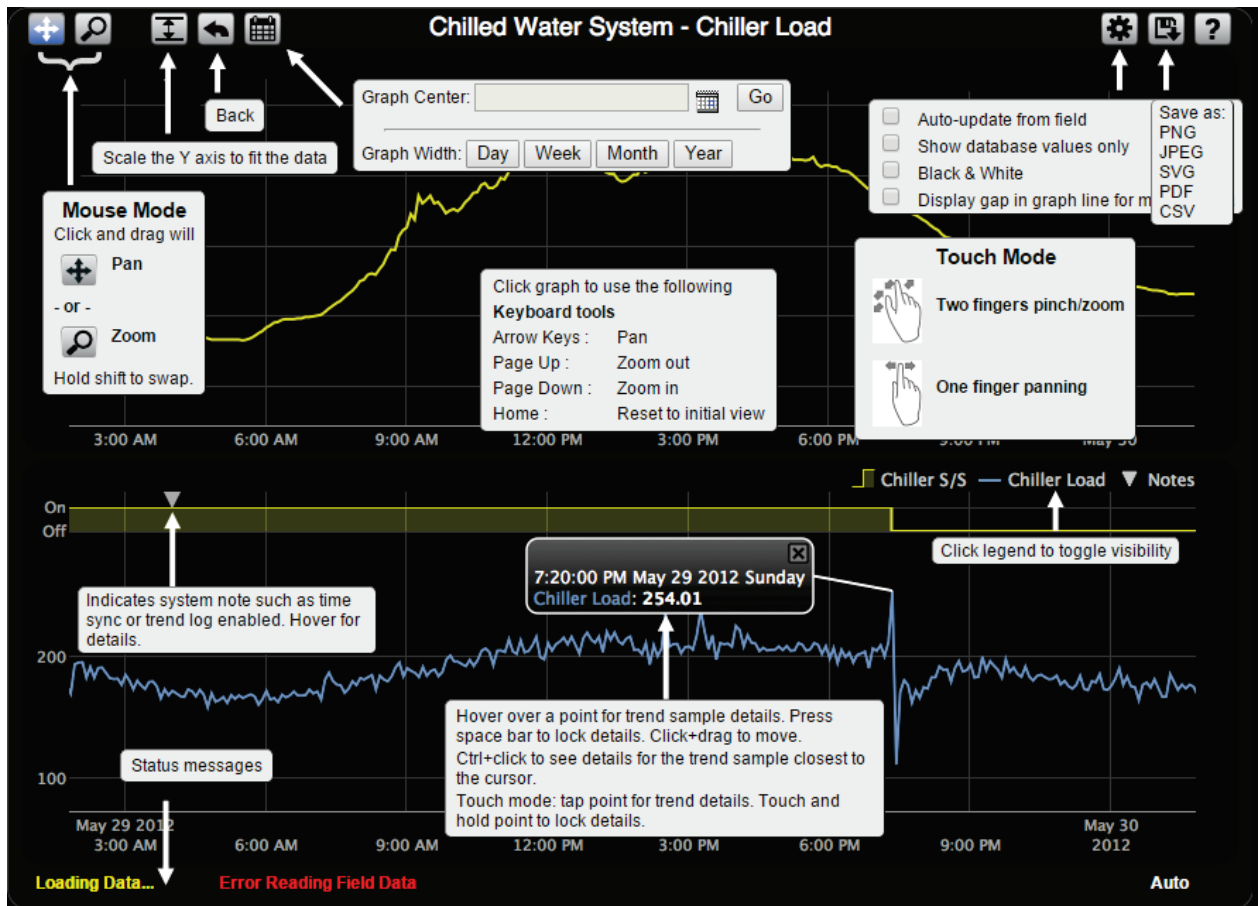 Chilled Water System - Chiller Load
?
Back
Scale the Y axis to fit the data
Graph Center:
Go
Graph Width: Day Week Month Year
Auto-update from field
Show database values only
Black & White
Display gap in graph line for m
Save as:
PNG
JPEG
SVG
PDF
CSV
Mouse Mode
Click and drag will
Pan
- or -
Zoom
Hold shift to swap.
Click graph to use the following
Keyboard tools
Arrow Keys : Pan
Page Up : Zoom out
Page Down : Zoom in
Home : Reset to initial view
Touch Mode
Two fingers pinch/zoom
One finger panning
3:00 AM 6:00 AM 9:00 AM 12:00 PM 3:00 PM 6:00 PM 9:00 PM May 30
Chiller S/S Chiller Load Notes
On
Off
Click legend to toggle visibility
7:20:00 PM May 29 2012 Sunday
Chiller Load: 254.01
Indicates system note such as time
sync or trend log enabled. Hover for
details.
200
Hover over a point for trend sample details. Press
space bar to lock details. Click+drag to move.
Ctrl+click to see details for the trend sample closest to
the cursor.
Touch mode: tap point for trend details. Touch and
hold point to lock details.
Status messages
100
May 29 2012 May 30
3:00 AM 6:00 AM 9:00 AM 12:00 PM 3:00 PM 6:00 PM 9:00 PM 2012
Loading Data... Error Reading Field Data Auto